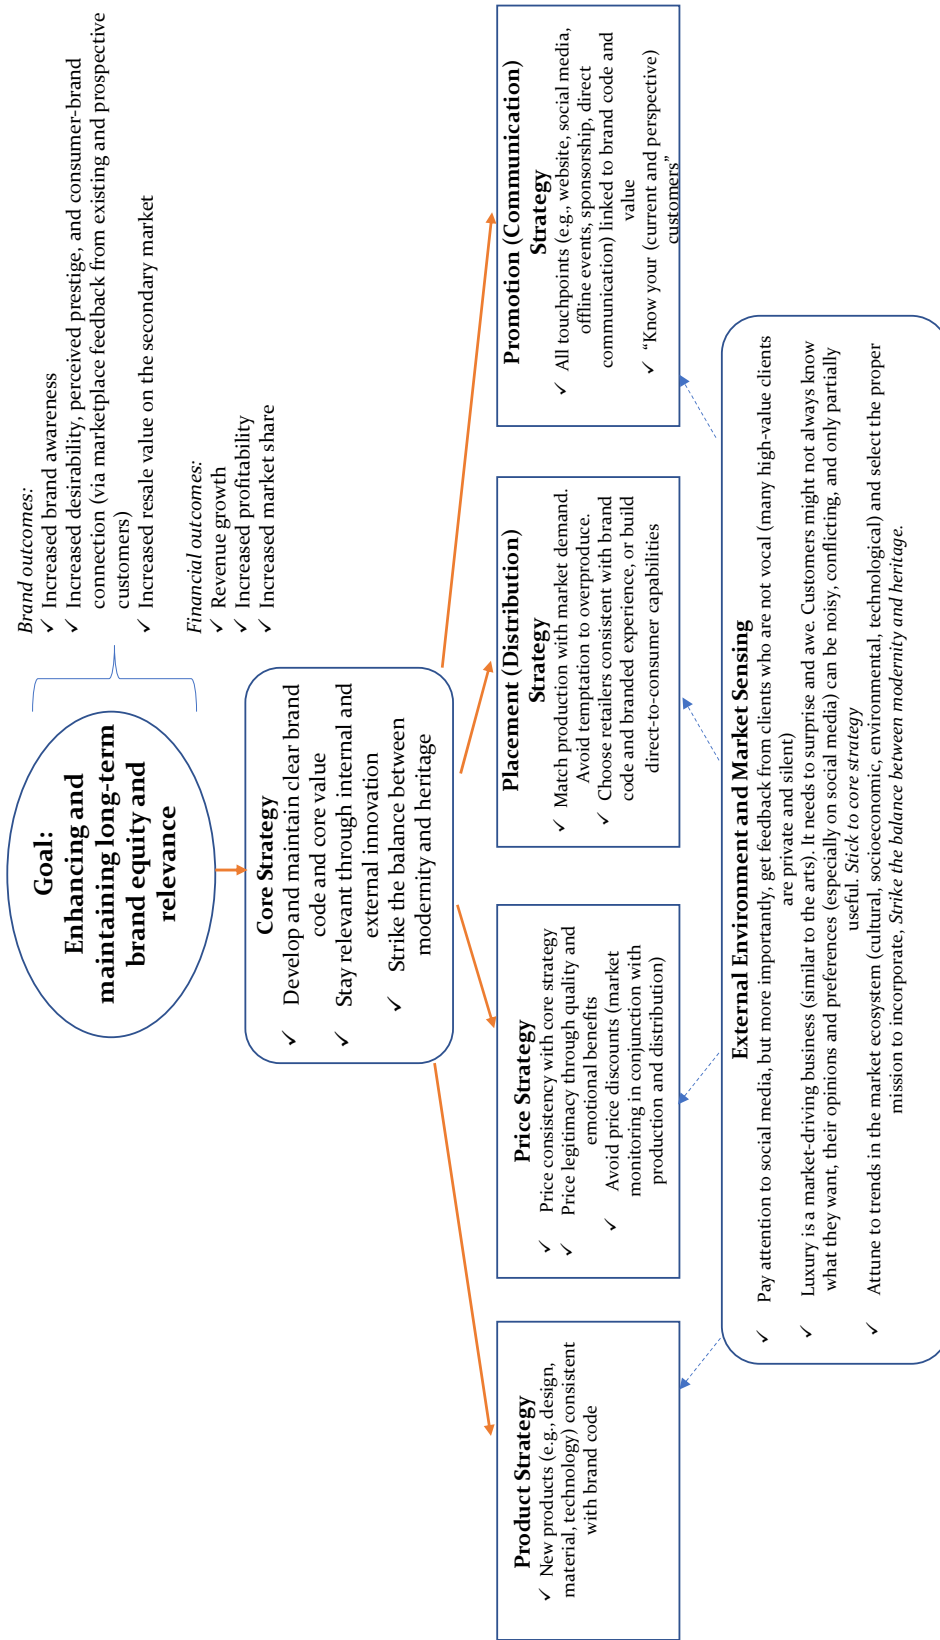 Goal:
Enhancing and
maintaining long-term
brand equity and
relevance
Brand outcomes:
✓ Increased brand awareness
✓ Increased desirability, perceived prestige, and consumer-brand
connection (via marketplace feedback from existing and prospective
customers)
✓ Increased resale value on the secondary market
Financial outcomes:
✓ Revenue growth
✓ Increased profitability
✓ Increased market share
Core Strategy
✓ Develop and maintain clear brand
code and core value
✓ Stay relevant through internal and
external innovation
✓ Strike the balance between
modernity and heritage
Product Strategy
✓ New products (e.g., design,
material, technology) consistent
with brand code
Price Strategy
✓ Price consistency with core strategy
✓ Price legitimacy through quality and
emotional benefits
✓ Avoid price discounts (market
monitoring in conjunction with
production and distribution)
Placement (Distribution)
Strategy
✓ Match production with market demand.
Avoid temptation to overproduce.
✓ Choose retailers consistent with brand
code and branded experience, or build
direct-to-consumer capabilities
Promotion (Communication)
Strategy
✓ All touchpoints (e.g., website, social media,
offline events, sponsorship, direct
communication) linked to brand code and
value
✓ “Know your (current and perspective)
customers”
External Environment and Market Sensing
✓ Pay attention to social media, but more importantly, get feedback from clients who are not vocal (many high-value clients
are private and silent)
✓ Luxury is a market-driving business (similar to the arts). It needs to surprise and awe. Customers might not always know
what they want, their opinions and preferences (especially on social media) can be noisy, conflicting, and only partially
useful. Stick to core strategy
✓ Attune to trends in the market ecosystem (cultural, socioeconomic, environmental, technological) and select the proper
mission to incorporate, Strike the balance between modernity and heritage.